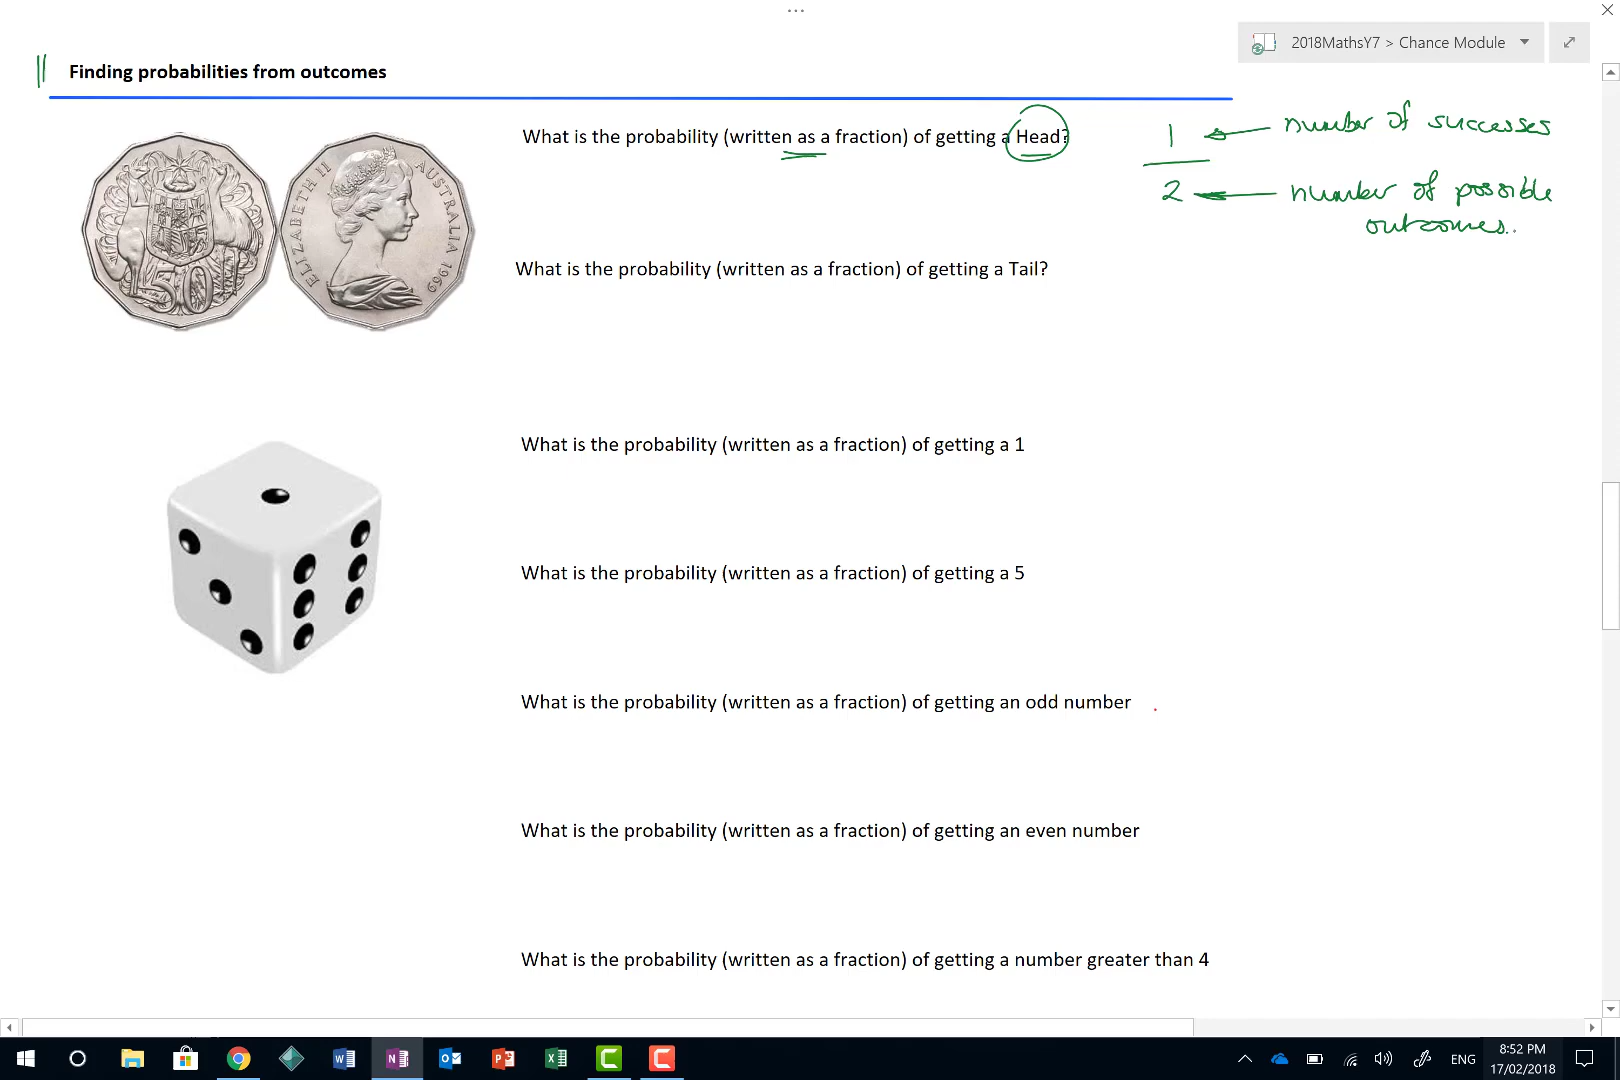 2018MathsY7 > Chance Module
Finding probabilities from outcomes
What is the probability (written as a fraction) of getting a Head?
1
number of successes
2
number of possible
outcomes.
50
ELIZABETH II
AUSTRALIA 1969
What is the probability (written as a fraction) of getting a Tail?
What is the probability (written as a fraction) of getting a 1
What is the probability (written as a fraction) of getting a 5
What is the probability (written as a fraction) of getting an odd number
What is the probability (written as a fraction) of getting an even number
What is the probability (written as a fraction) of getting a number greater than 4
ENG
8:52 PM
17/02/2018